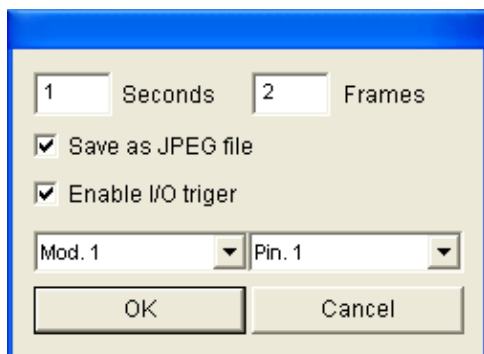 1 Seconds 2 Frames
Save as JPEG file
Enable I/O triger
Mod. 1 Pin. 1
OK Cancel